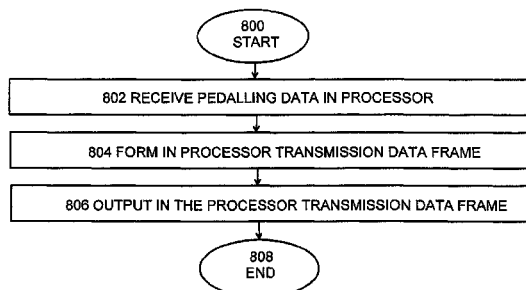 800
START
802 RECEIVE PEDALLING DATA IN PROCESSOR
804 FORM IN PROCESSOR TRANSMISSION DATA FRAME
806 OUTPUT IN THE PROCESSOR TRANSMISSION DATA FRAME
808
END